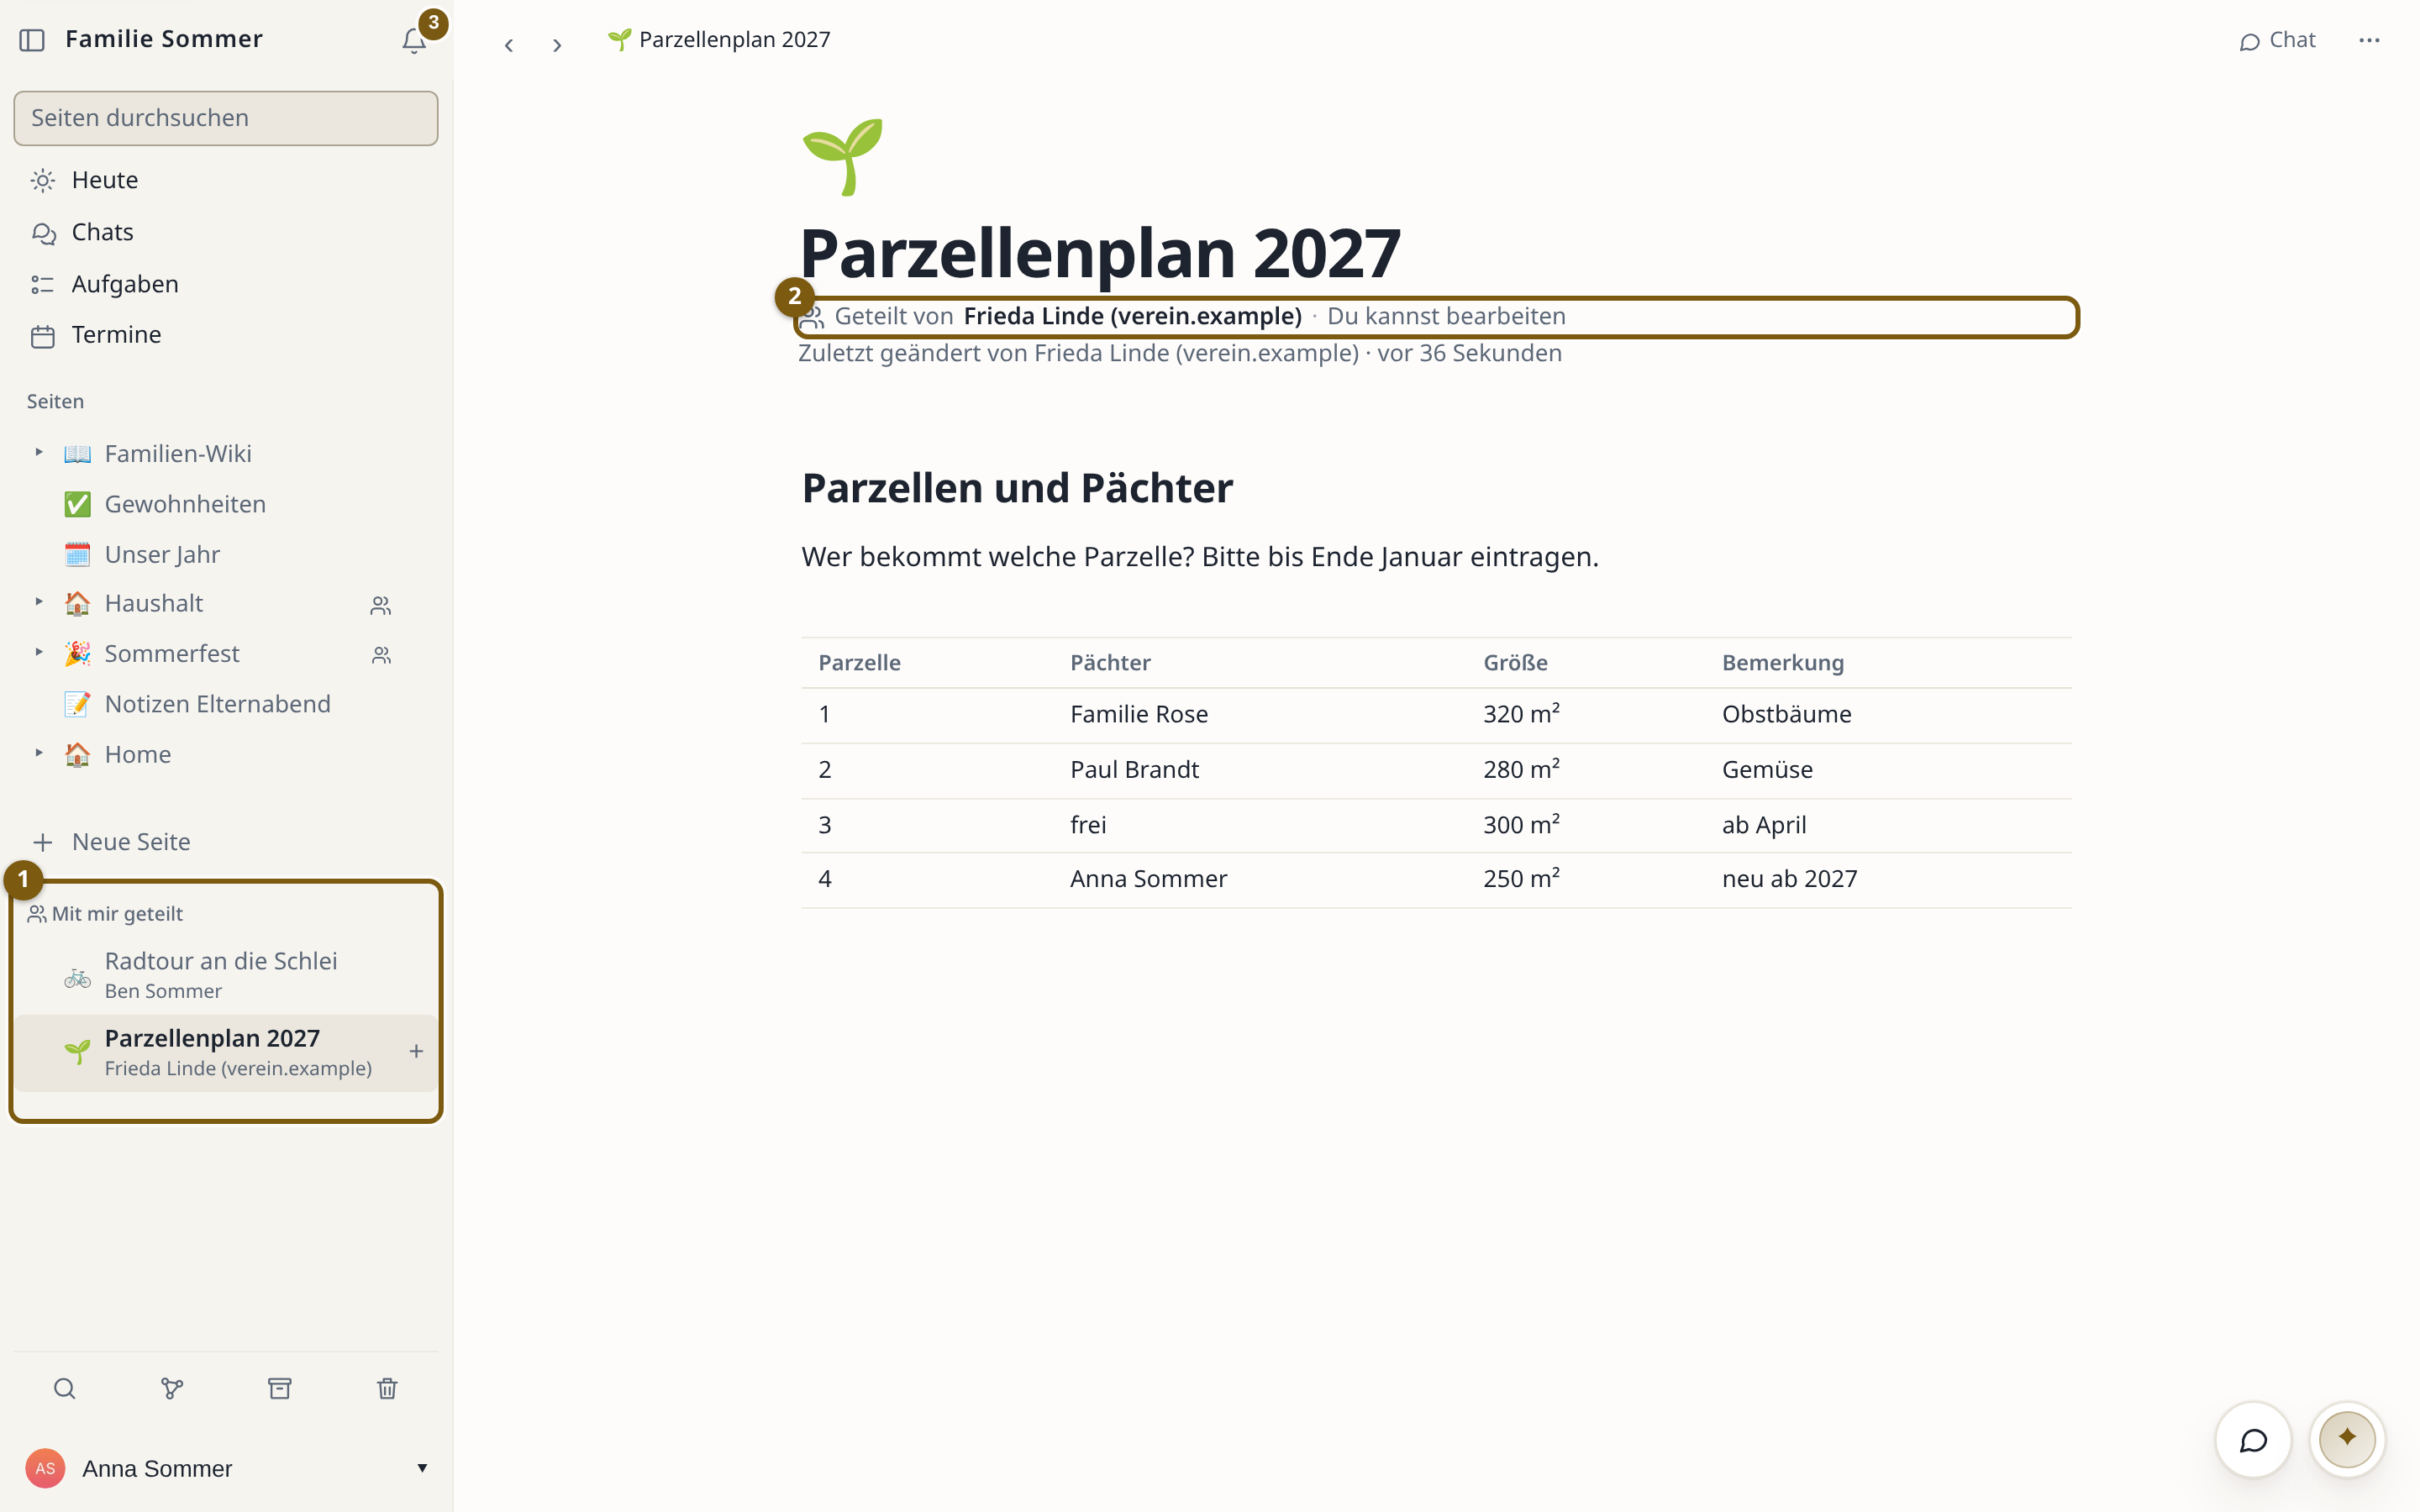 Familie Sommer
3
Seiten durchsuchen
Heute
Chats
Aufgaben
Termine
Seiten
Familien-Wiki
Gewohnheiten
Unser Jahr
Haushalt
Sommerfest
Notizen Elternabend
Home
Neue Seite
1
Mit mir geteilt
Radtour an die Schlei
Ben Sommer
Parzellenplan 2027
Frieda Linde (verein.example)
AS Anna Sommer
Parzellenplan 2027
Chat
Parzellenplan 2027
2
Geteilt von Frieda Linde (verein.example) · Du kannst bearbeiten
Zuletzt geändert von Frieda Linde (verein.example) · vor 36 Sekunden
Parzellen und Pächter
Wer bekommt welche Parzelle? Bitte bis Ende Januar eintragen.
Parzelle Pächter Größe Bemerkung
1 Familie Rose 320 m² Obstbäume
2 Paul Brandt 280 m² Gemüse
3 frei 300 m² ab April
4 Anna Sommer 250 m² neu ab 2027